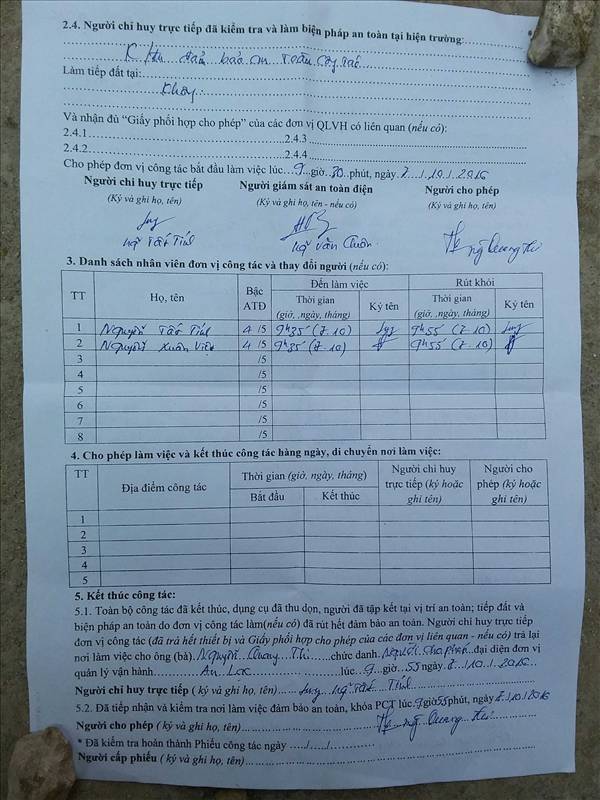 2.4. Người chỉ huy trực tiếp đã kiểm tra và làm biện pháp an toàn tại hiện trường:
đảm bảo an toàn công tác
Làm tiếp đất tại:
Không
Và nhận đủ “Giấy phối hợp cho phép” của các đơn vị QLVH có liên quan (nếu có):
2.4.1 2.4.3
2.4.2 2.4.4
Cho phép đơn vị công tác bắt đầu làm việc lúc 9 giờ 30 phút, ngày 7/10/2016
Người chỉ huy trực tiếp Người giám sát an toàn điện Người cho phép
(Ký và ghi họ, tên) (Ký và ghi họ, tên - nếu có) (Ký và ghi họ, tên)
Ng Tất Tính Ng Văn Chuẩn Ng Quang Thi
3. Danh sách nhân viên đơn vị công tác và thay đổi người (nếu có):
TT Họ, tên Bậc ATĐ Đến làm việc Rút khỏi
Thời gian (giờ, ngày, tháng) Ký tên Thời gian (giờ, ngày, tháng) Ký tên
1 Nguyễn Tất Tính 4/5 9h35 (7-10) 9h55 (7-10)
2 Nguyễn Xuân Việt 4/5 9h35 (7-10) 9h55 (7-10)
3 /5
4 /5
5 /5
6 /5
7 /5
8 /5
4. Cho phép làm việc và kết thúc công tác hàng ngày, di chuyển nơi làm việc:
TT Địa điểm công tác Thời gian (giờ, ngày, tháng) Người chỉ huy trực tiếp (ký hoặc ghi tên) Người cho phép (ký hoặc ghi tên)
Bắt đầu Kết thúc
1
2
3
4
5
5. Kết thúc công tác:
5.1. Toàn bộ công tác đã kết thúc, dụng cụ đã thu dọn, người đã tập kết tại vị trí an toàn; tiếp đất và
biện pháp an toàn do đơn vị công tác làm(nếu có) đã rút hết đảm bảo an toàn. Người chỉ huy trực tiếp
đơn vị công tác (đã trả hết thiết bị và Giấy phối hợp cho phép của các đơn vị liên quan - nếu có) trả lại
nơi làm việc cho ông (bà) Nguyễn Quang Thi chức danh Người cho phép đại diện đơn vị
quản lý vận hành An Lạc lúc 9 giờ 55 ngày 7/10/2016
Người chỉ huy trực tiếp ( ký và ghi họ, tên) Ng Tất Tính
5.2. Đã tiếp nhận và kiểm tra nơi làm việc đảm bảo an toàn, khóa PCT lúc 9 giờ 55 phút, ngày 7/10/2016
Người cho phép ( ký và ghi họ, tên) Ng Quang Thi
* Đã kiểm tra hoàn thành Phiếu công tác ngày / /
Người cấp phiếu ( ký và ghi họ, tên)